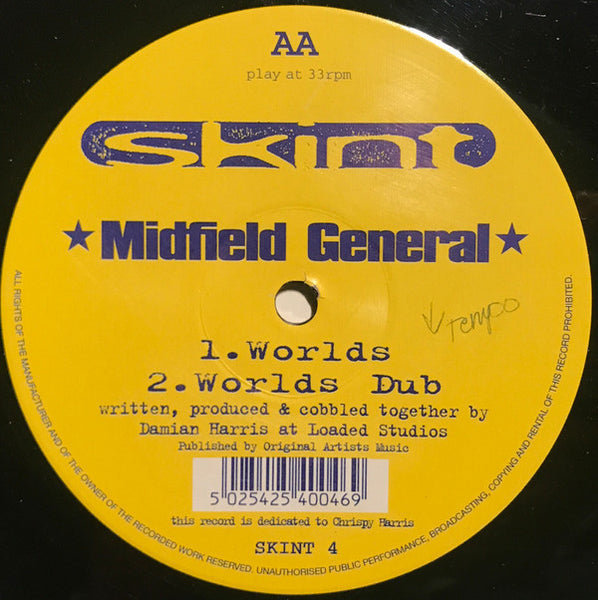 AA
play at 33rpm
skint
★Midfield General★
↓Tempo
1.Worlds
2.Worlds Dub
written, produced & cobbled together by
Damian Harris at Loaded Studios
Published by Original Artists Music
5 025425 400469
this record is dedicated to Chrispy Harris
SKINT 4
ALL RIGHTS OF THE MANUFACTURER AND OF THE OWNER OF THE RECORDED WORK RESERVED. UNAUTHORISED PUBLIC PERFORMANCE, BROADCASTING, COPYING AND RENTAL OF THIS RECORD PROHIBITED.